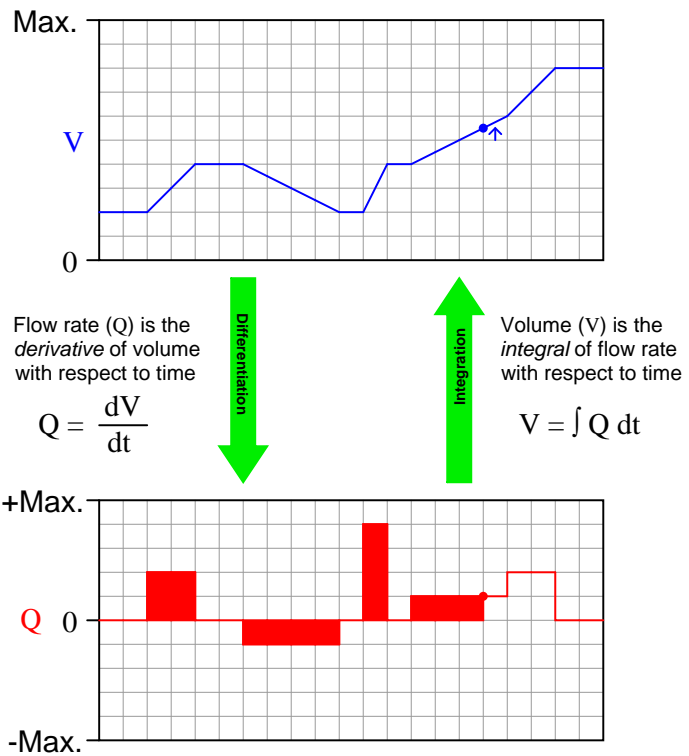 Max.
V
0
Flow rate (Q) is the
derivative of volume
with respect to time
Q = dV
dt
Differentiation
Integration
Volume (V) is the
integral of flow rate
with respect to time
V = ∫ Q dt
+Max.
Q 0
-Max.